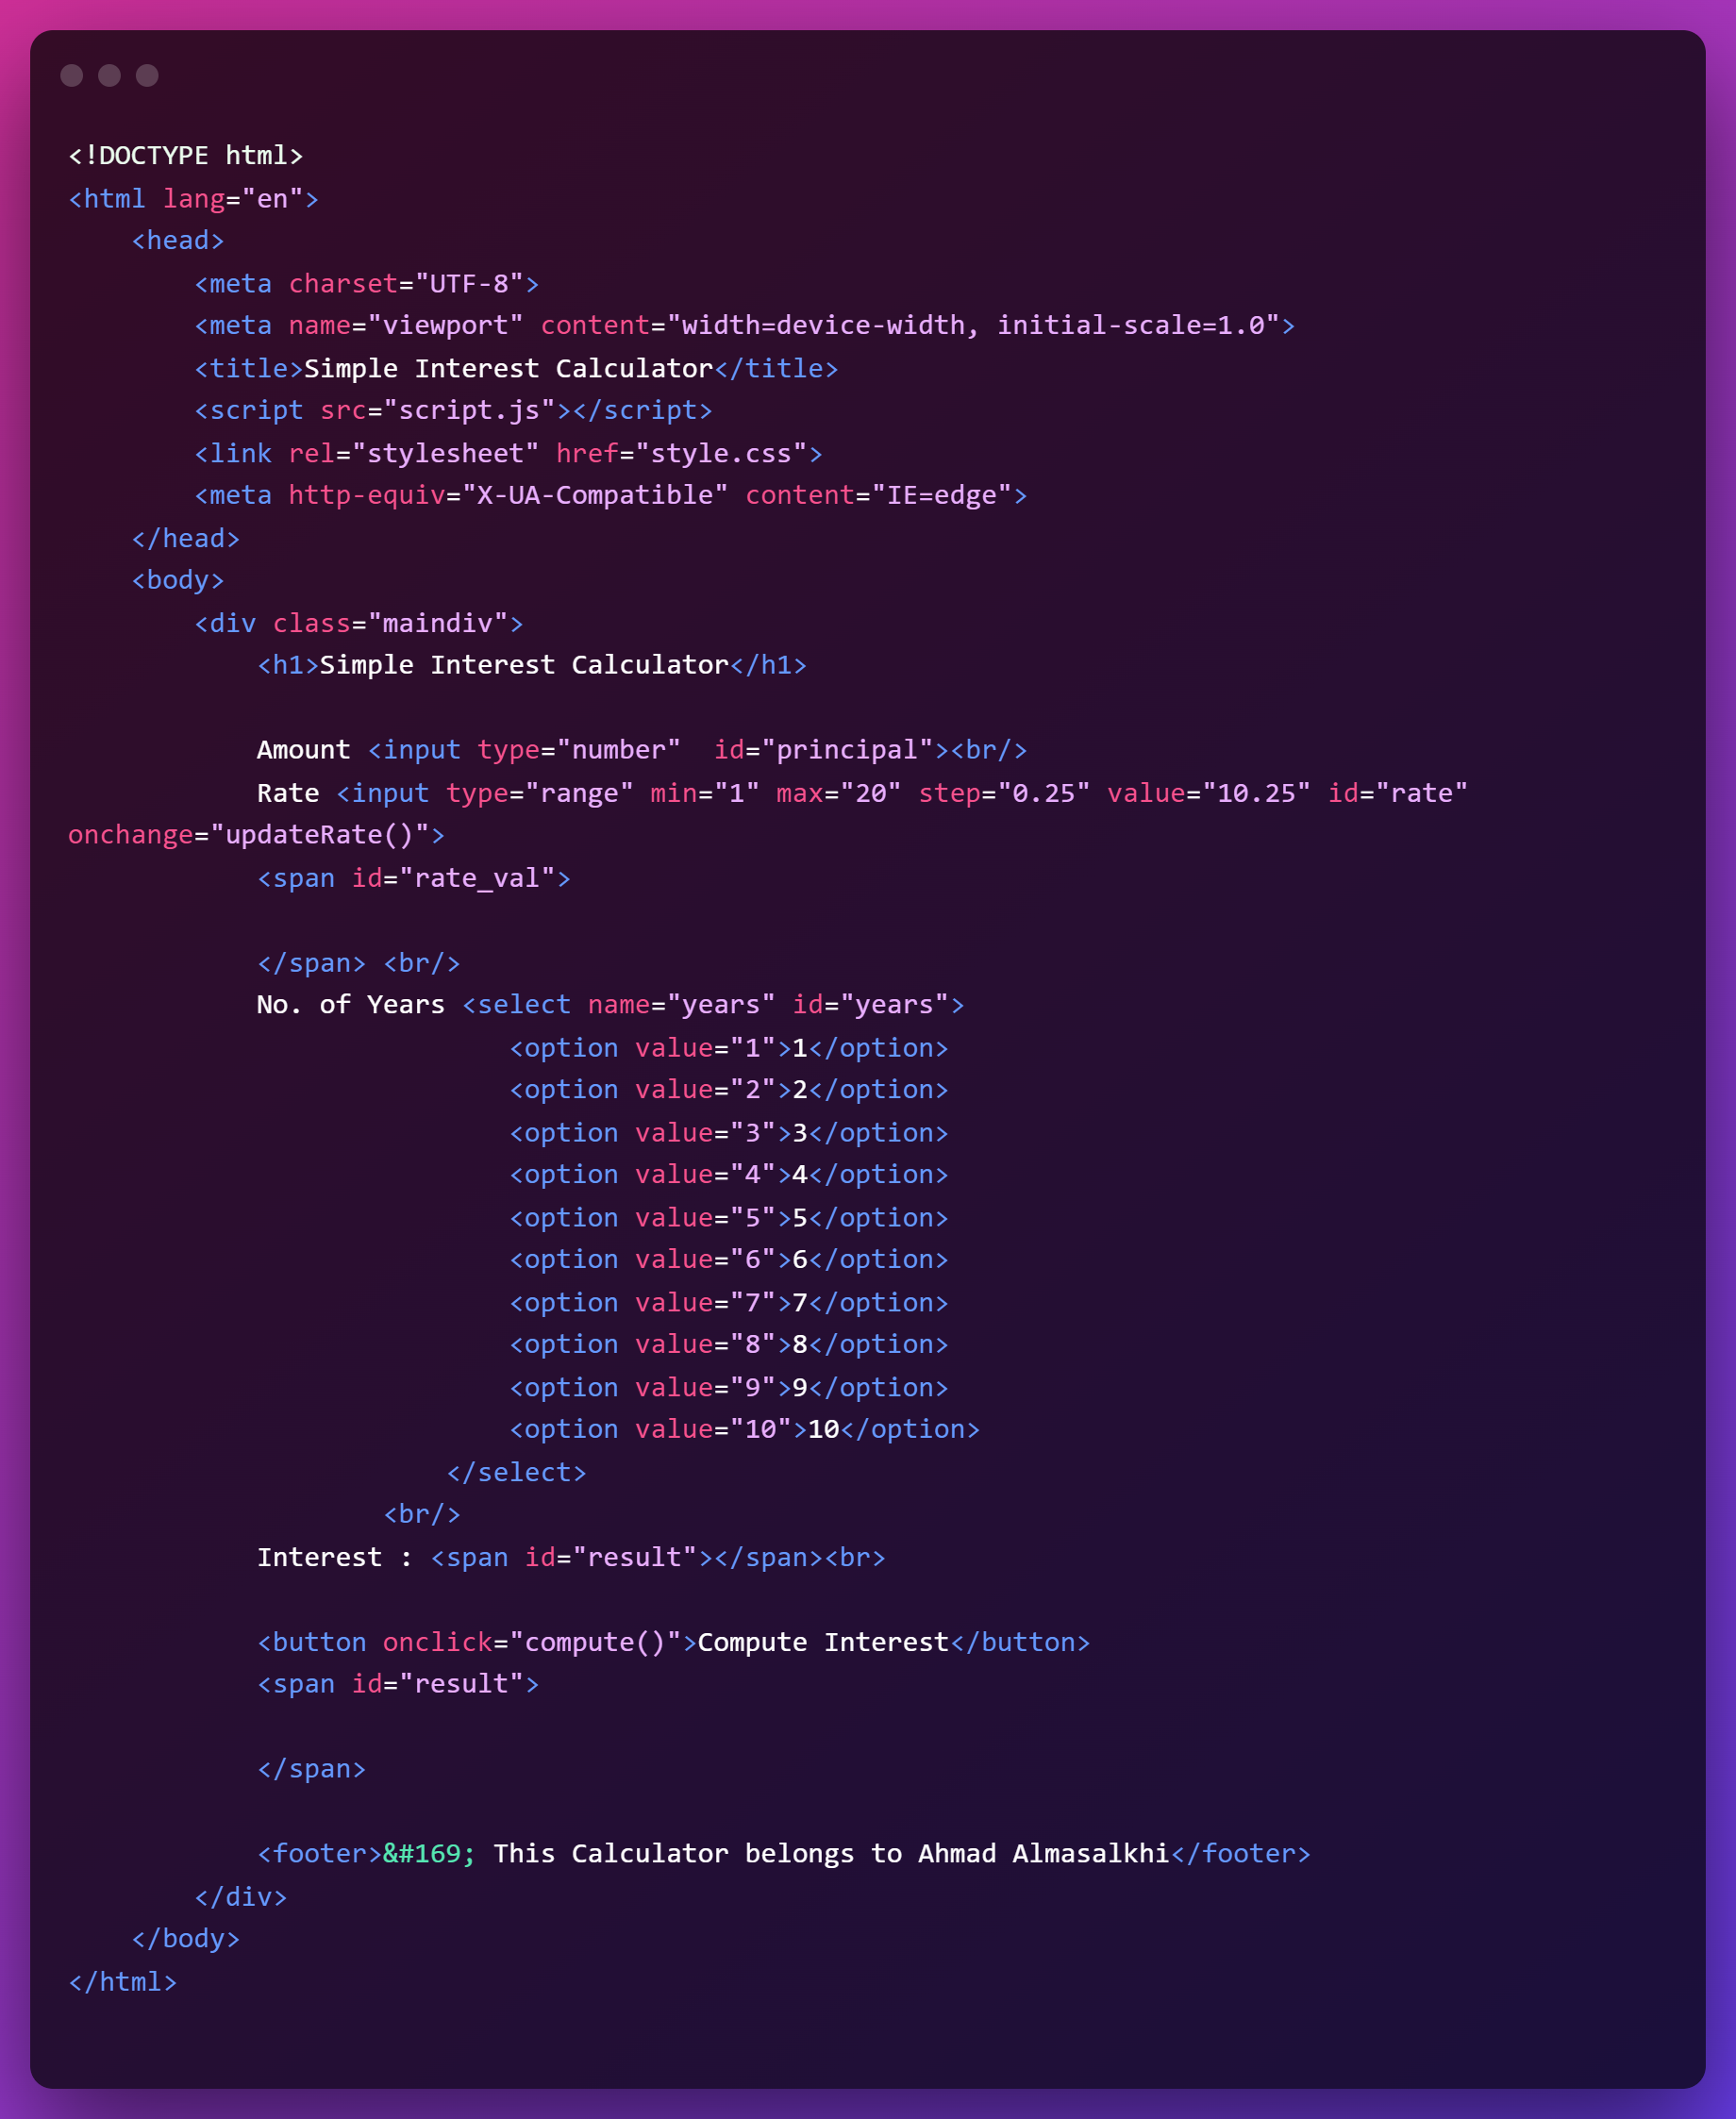 <!DOCTYPE html>
<html lang="en">
    <head>
        <meta charset="UTF-8">
        <meta name="viewport" content="width=device-width, initial-scale=1.0">
        <title>Simple Interest Calculator</title>
        <script src="script.js"></script>
        <link rel="stylesheet" href="style.css">
        <meta http-equiv="X-UA-Compatible" content="IE=edge">
    </head>
    <body>
        <div class="maindiv">
            <h1>Simple Interest Calculator</h1>

            Amount <input type="number"  id="principal"><br/>
            Rate <input type="range" min="1" max="20" step="0.25" value="10.25" id="rate"
onchange="updateRate()">
            <span id="rate_val">

            </span> <br/>
            No. of Years <select name="years" id="years">
                            <option value="1">1</option>
                            <option value="2">2</option>
                            <option value="3">3</option>
                            <option value="4">4</option>
                            <option value="5">5</option>
                            <option value="6">6</option>
                            <option value="7">7</option>
                            <option value="8">8</option>
                            <option value="9">9</option>
                            <option value="10">10</option>
                        </select>
                    <br/>
            Interest : <span id="result"></span><br>

            <button onclick="compute()">Compute Interest</button>
            <span id="result">

            </span>

            <footer>&#169; This Calculator belongs to Ahmad Almasalkhi</footer>
        </div>
    </body>
</html>